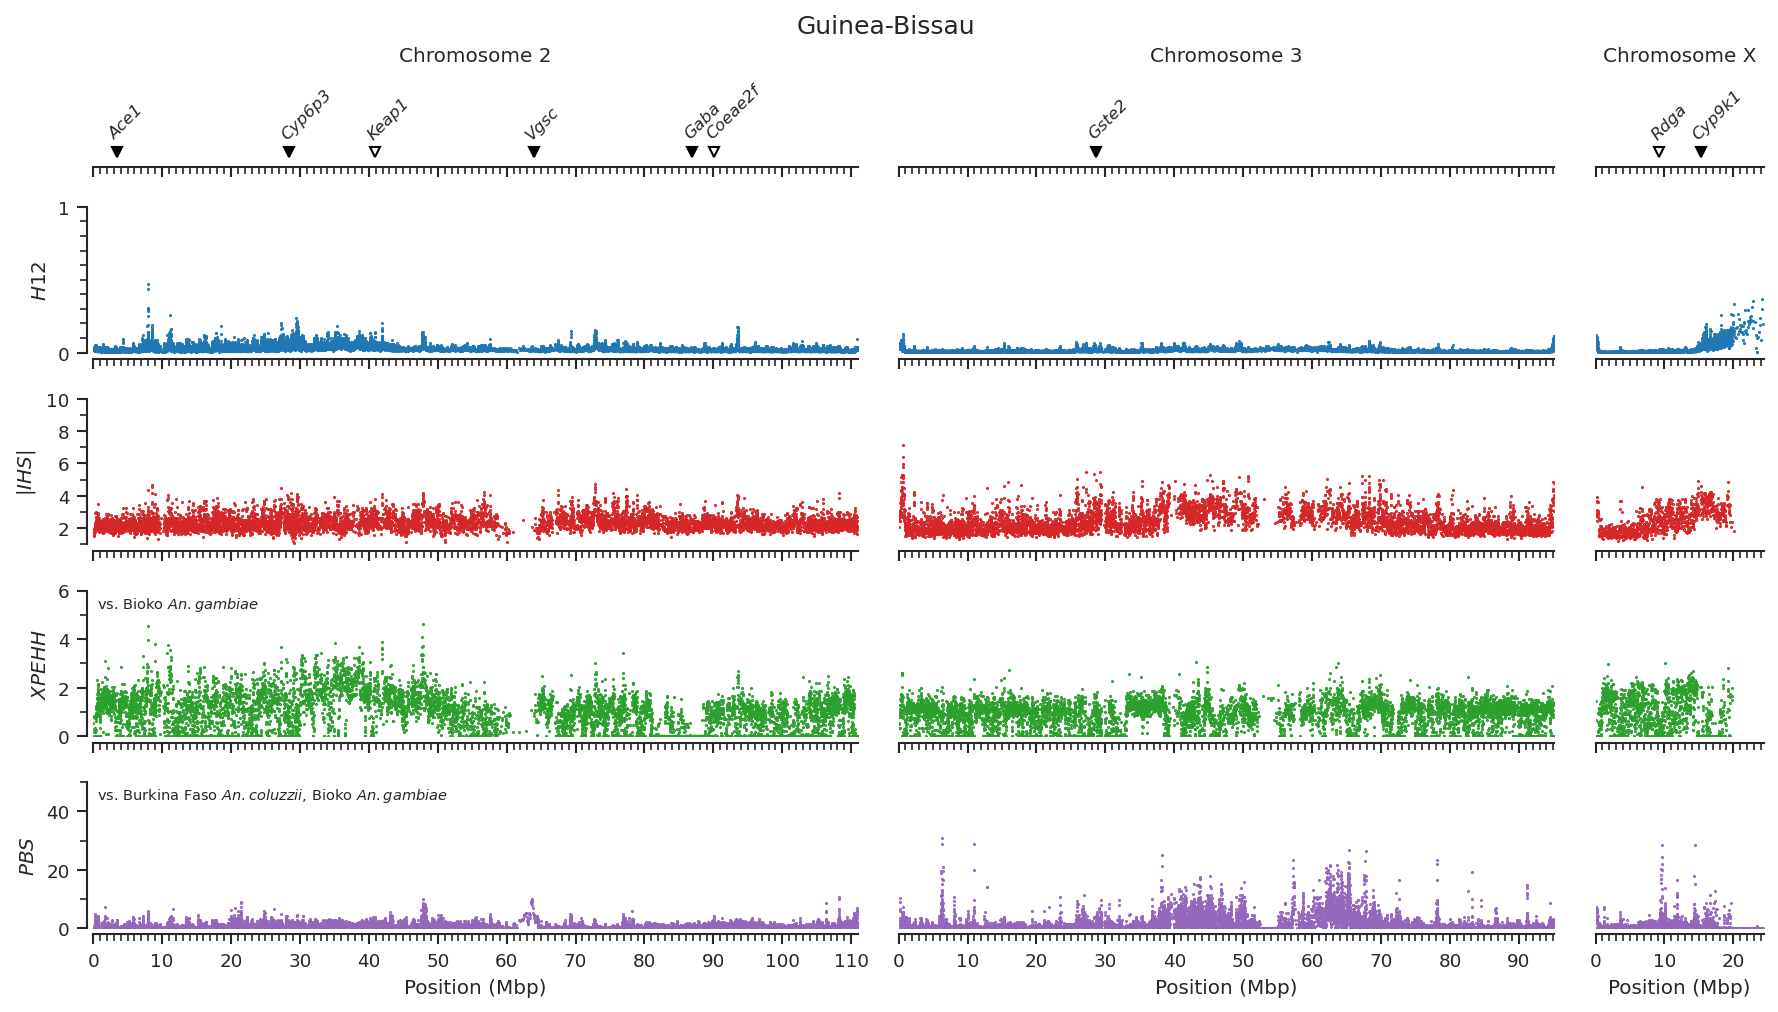 Guinea-Bissau
Chromosome 2 Chromosome 3 Chromosome X
Ace1 Cyp6p3 Keap1 Vgsc Gaba Coeae2f Gste2 Rdga Cyp9k1
1
H12
0
10
8
6
|IHS|
4
2
6
vs. Bioko An. gambiae
4
XPEHH
2
0
vs. Burkina Faso An. coluzzii, Bioko An. gambiae
40
PBS
20
0
0 10 20 30 40 50 60 70 80 90 100 110 0 10 20 30 40 50 60 70 80 90 0 10 20
Position (Mbp) Position (Mbp) Position (Mbp)